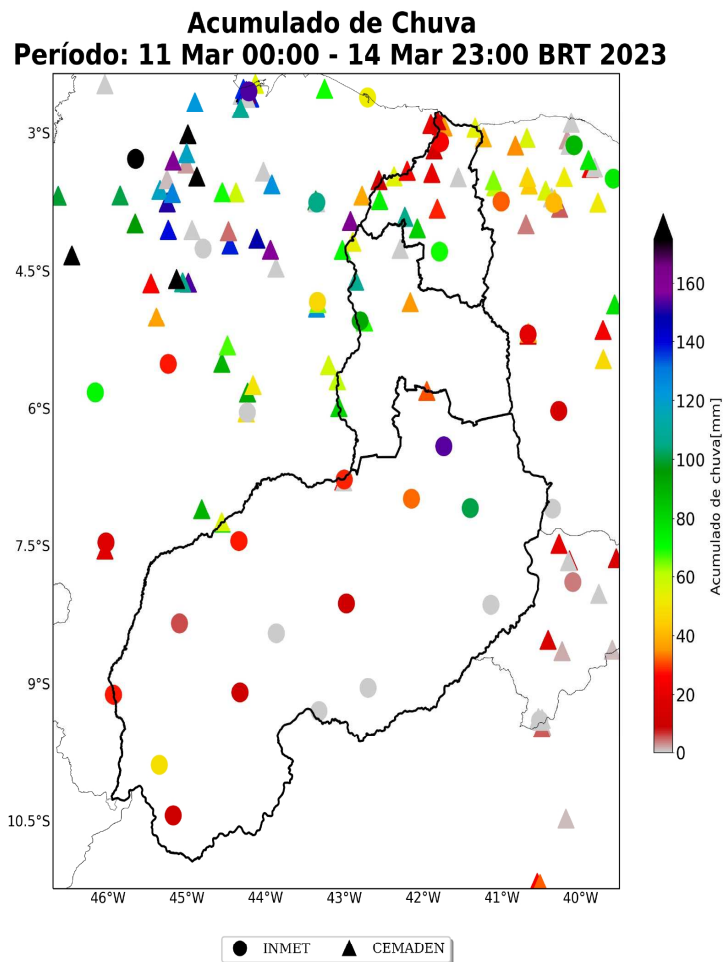 Acumulado de Chuva
Período: 11 Mar 00:00 - 14 Mar 23:00 BRT 2023
3°S
4.5°S
6°S
7.5°S
9°S
10.5°S
46°W 45°W 44°W 43°W 42°W 41°W 40°W
160
140
120
100
80
60
40
20
0
Acumulado de chuva[mm]
INMET CEMADEN